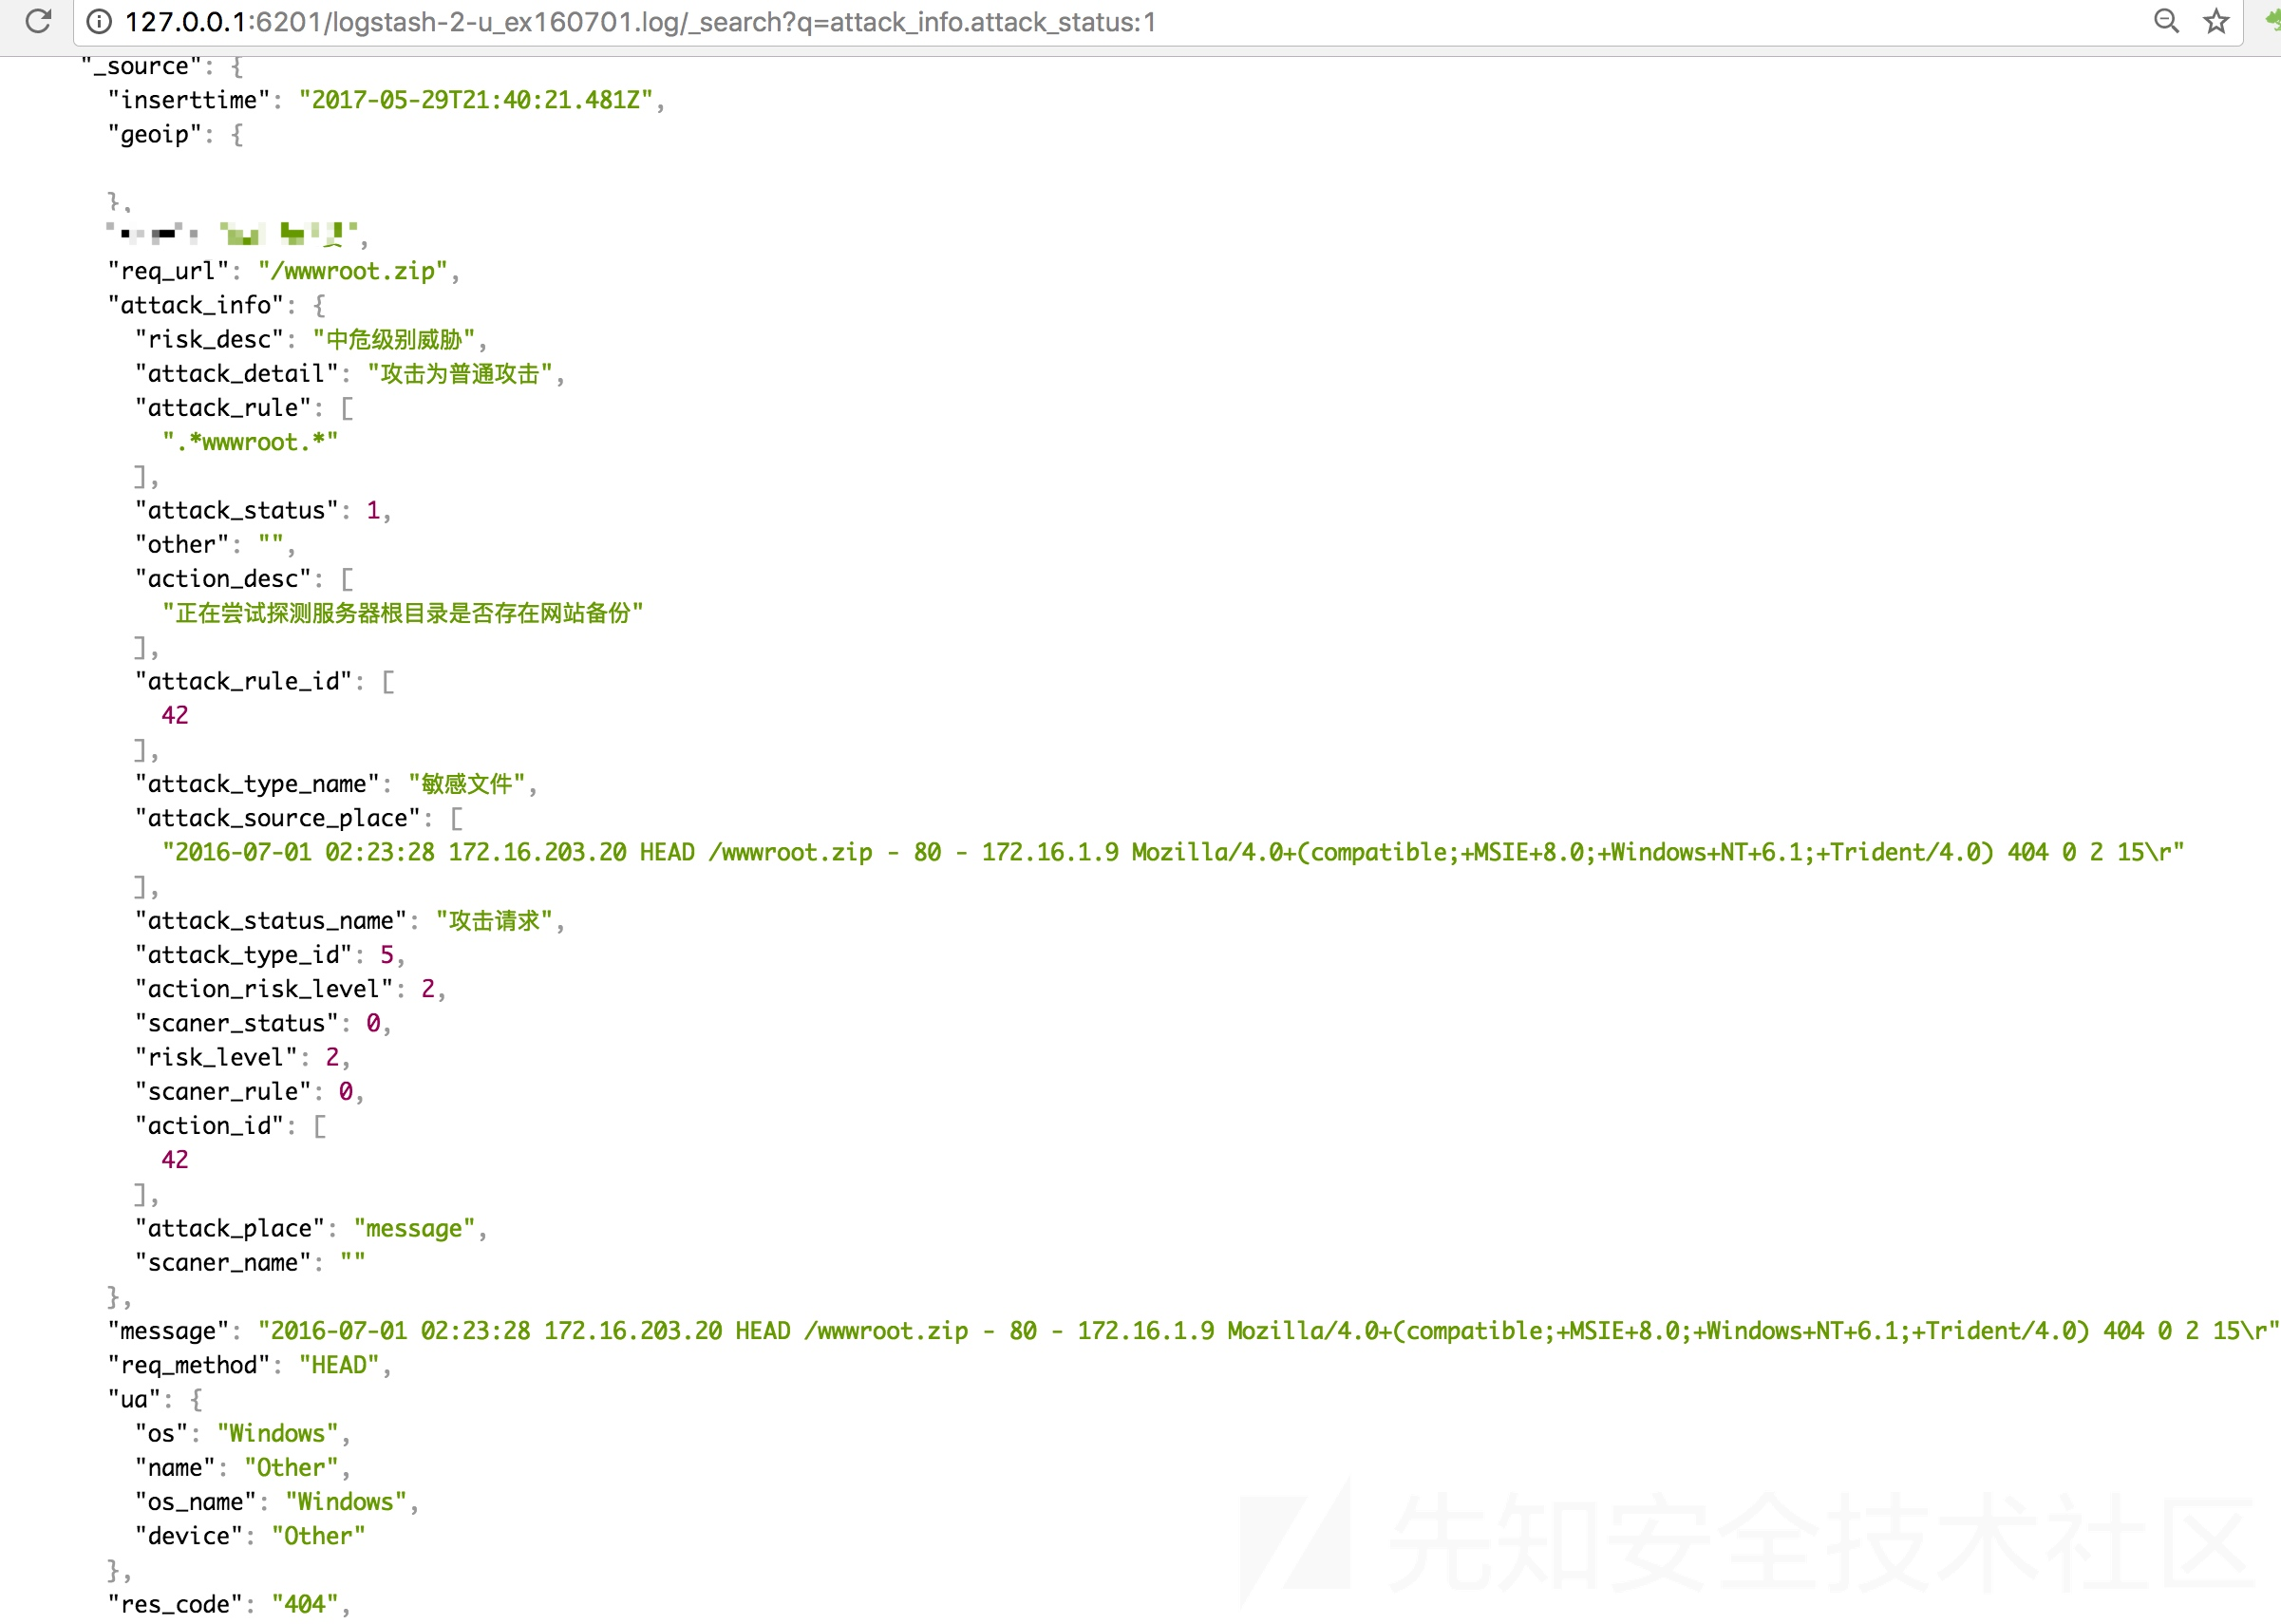 127.0.0.1:6201/logstash-2-u_ex160701.log/_search?q=attack_info.attack_status:1
"_source": {
"inserttime": "2017-05-29T21:40:21.481Z",
"geoip": {
},
"req_url": "/wwwroot.zip",
"attack_info": {
"risk_desc": "中危级别威胁",
"attack_detail": "攻击为普通攻击",
"attack_rule": [
".*wwwroot.*"
],
"attack_status": 1,
"other": "",
"action_desc": [
"正在尝试探测服务器根目录是否存在网站备份"
],
"attack_rule_id": [
42
],
"attack_type_name": "敏感文件",
"attack_source_place": [
"2016-07-01 02:23:28 172.16.203.20 HEAD /wwwroot.zip - 80 - 172.16.1.9 Mozilla/4.0+(compatible;+MSIE+8.0;+Windows+NT+6.1;+Trident/4.0) 404 0 2 15\r"
],
"attack_status_name": "攻击请求",
"attack_type_id": 5,
"action_risk_level": 2,
"scaner_status": 0,
"risk_level": 2,
"scaner_rule": 0,
"action_id": [
42
],
"attack_place": "message",
"scaner_name": ""
},
"message": "2016-07-01 02:23:28 172.16.203.20 HEAD /wwwroot.zip - 80 - 172.16.1.9 Mozilla/4.0+(compatible;+MSIE+8.0;+Windows+NT+6.1;+Trident/4.0) 404 0 2 15\r"
"req_method": "HEAD",
"ua": {
"os": "Windows",
"name": "Other",
"os_name": "Windows",
"device": "Other"
},
"res_code": "404",
先知安全技术社区